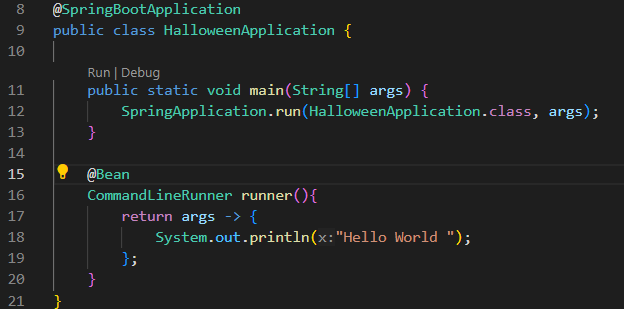 8 @SpringBootApplication
9 public class HalloweenApplication {
10
Run | Debug
11 public static void main(String[] args) {
12 SpringApplication.run(HalloweenApplication.class, args);
13 }
14
15 @Bean
16 CommandLineRunner runner(){
17 return args -> {
18 System.out.println(x:"Hello World ");
19 };
20 }
21 }